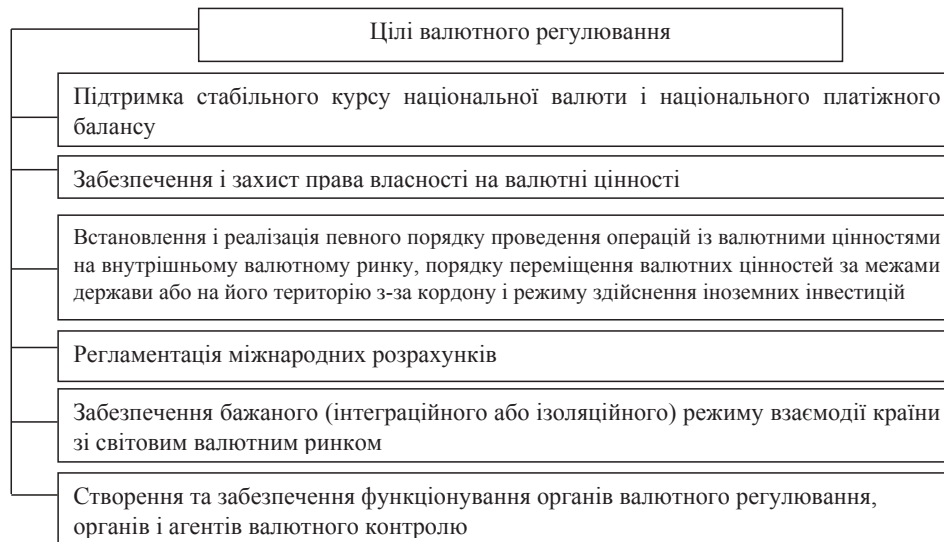 Цілі валютного регулювання
Підтримка стабільного курсу національної валюти і національного платіжного
балансу
Забезпечення і захист права власності на валютні цінності
Встановлення і реалізація певного порядку проведення операцій із валютними цінностями
на внутрішньому валютному ринку, порядку переміщення валютних цінностей за межами
держави або на його територію з-за кордону і режиму здійснення іноземних інвестицій
Регламентація міжнародних розрахунків
Забезпечення бажаного (інтеграційного або ізоляційного) режиму взаємодії країни
зі світовим валютним ринком
Створення та забезпечення функціонування органів валютного регулювання,
органів і агентів валютного контролю